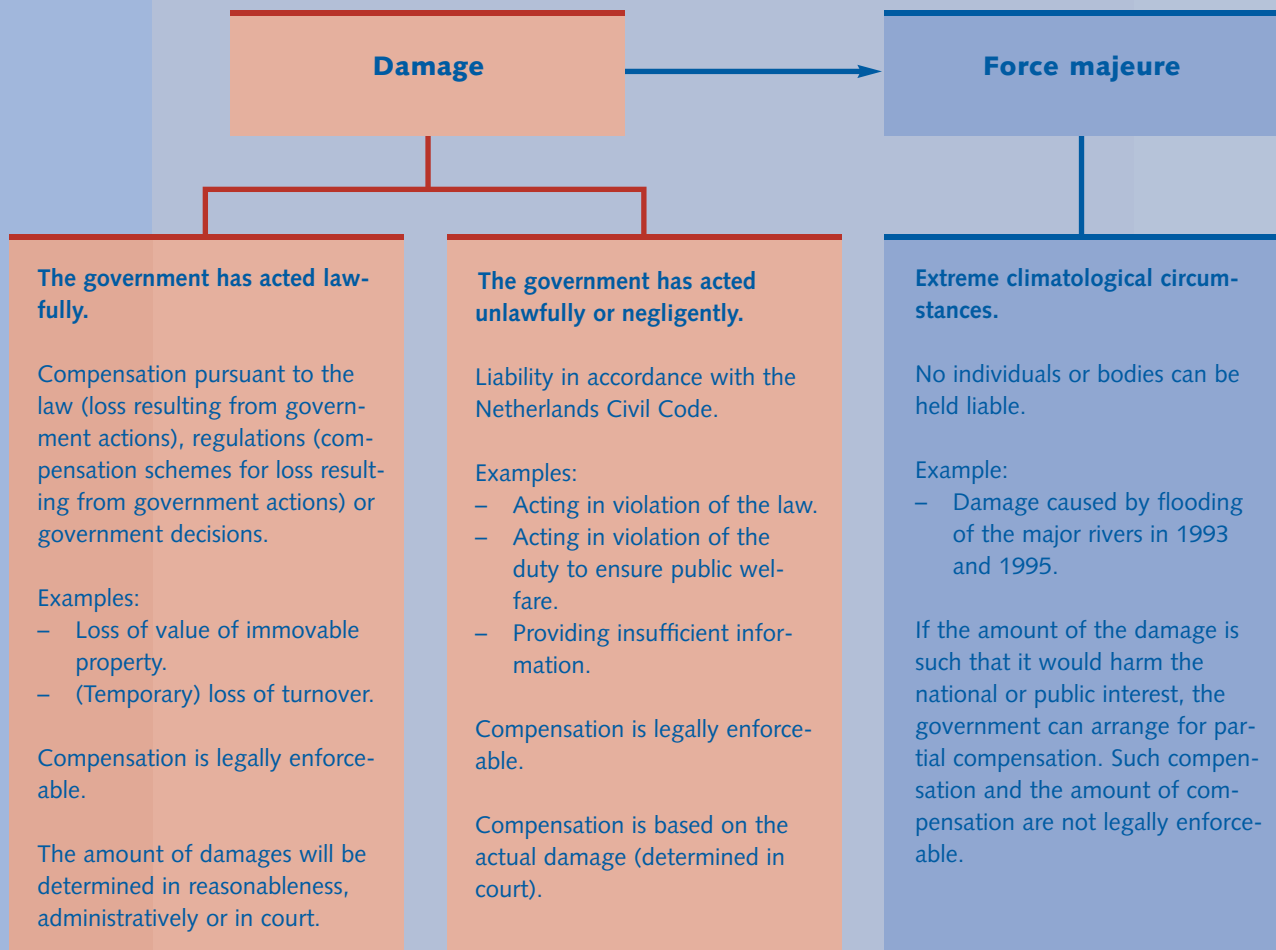 Damage
Force majeure
The government has acted law-
fully.
Compensation pursuant to the
law (loss resulting from govern-
ment actions), regulations (com-
pensation schemes for loss result-
ing from government actions) or
government decisions.
Examples:
– Loss of value of immovable
property.
– (Temporary) loss of turnover.
Compensation is legally enforce-
able.
The amount of damages will be
determined in reasonableness,
administratively or in court.
The government has acted
unlawfully or negligently.
Liability in accordance with the
Netherlands Civil Code.
Examples:
– Acting in violation of the law.
– Acting in violation of the
duty to ensure public wel-
fare.
– Providing insufficient infor-
mation.
Compensation is legally enforce-
able.
Compensation is based on the
actual damage (determined in
court).
Extreme climatological circum-
stances.
No individuals or bodies can be
held liable.
Example:
– Damage caused by flooding
of the major rivers in 1993
and 1995.
If the amount of the damage is
such that it would harm the
national or public interest, the
government can arrange for par-
tial compensation. Such compen-
sation and the amount of com-
pensation are not legally enforce-
able.